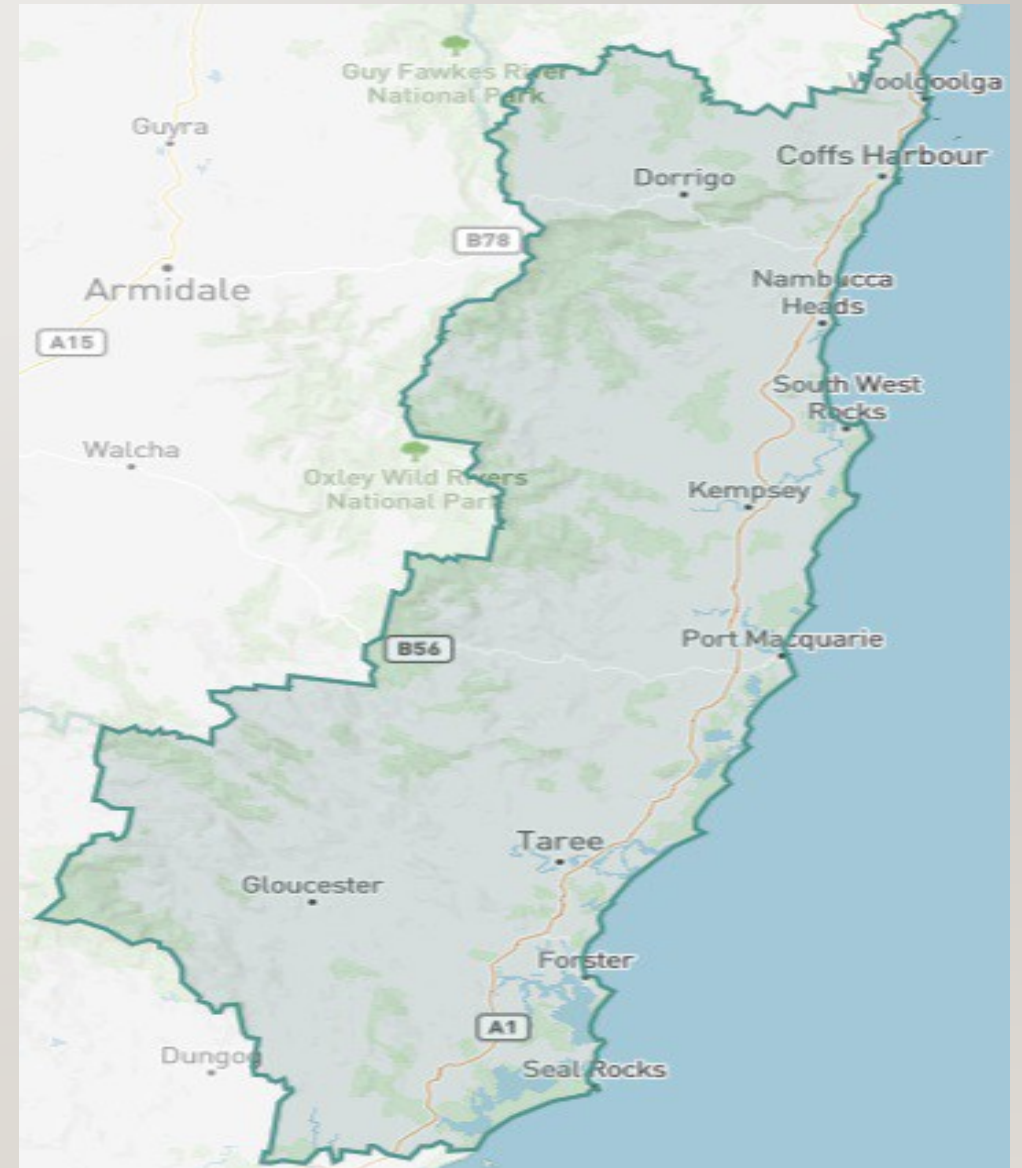 Guy Fawkes River
National Park
Woolgoolga
Guyra
Coffs Harbour
Dorrigo
B78
Armidale
Nambucca
Heads
A15
South West
Rocks
Walcha
Oxley Wild Rivers
National Park
Kempsey
Port Macquarie
B56
Taree
Gloucester
Forster
A1
Dungog
Seal Rocks